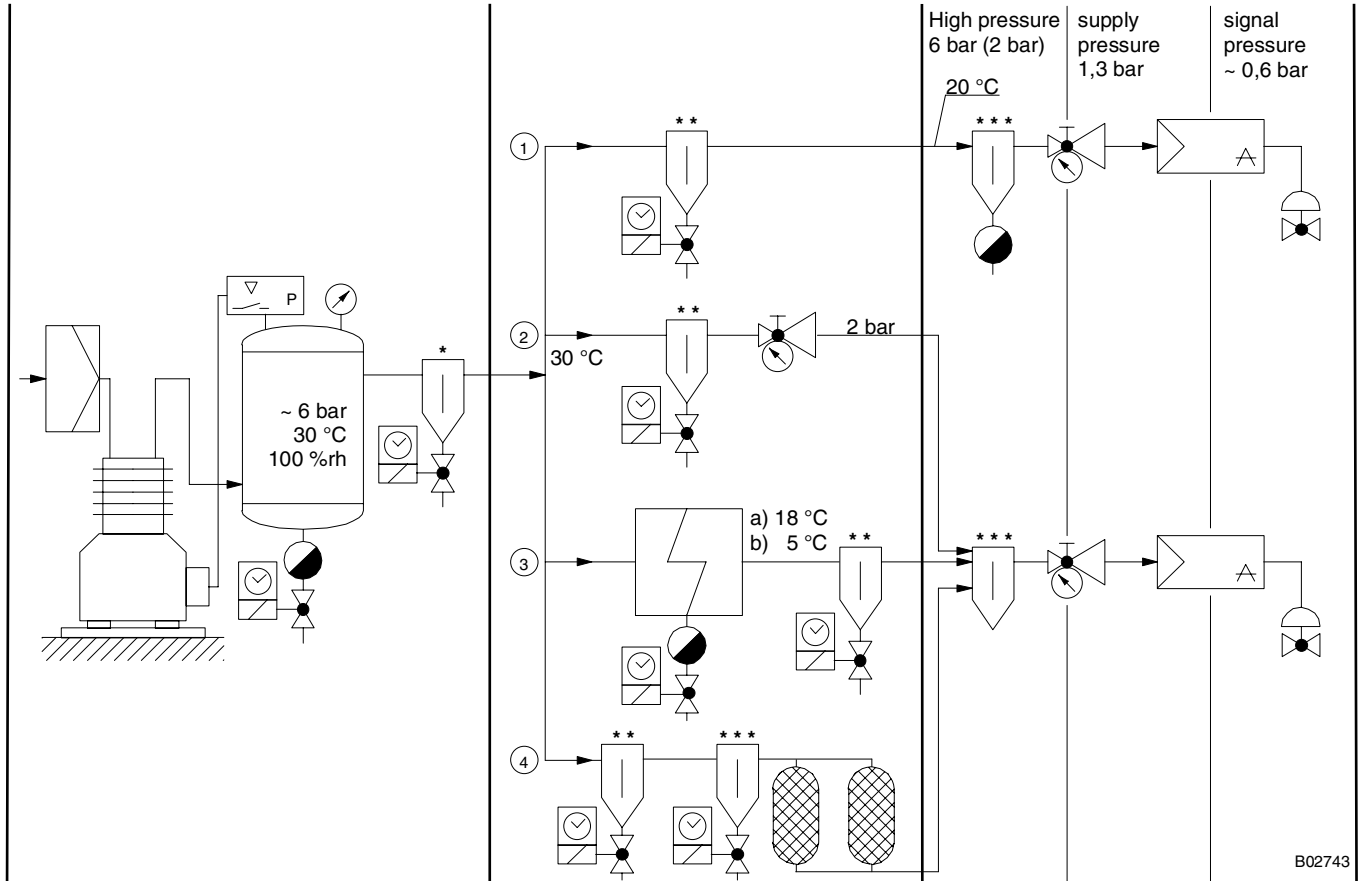 High pressure
6 bar (2 bar)
supply
pressure
1,3 bar
signal
pressure
~ 0,6 bar
20 °C
* *
* * *
1
P
* *
2
2 bar
30 °C
*
~ 6 bar
30 °C
100 %rh
a) 18 °C
b) 5 °C
* *
* * *
3
* *
* * *
4
B02743